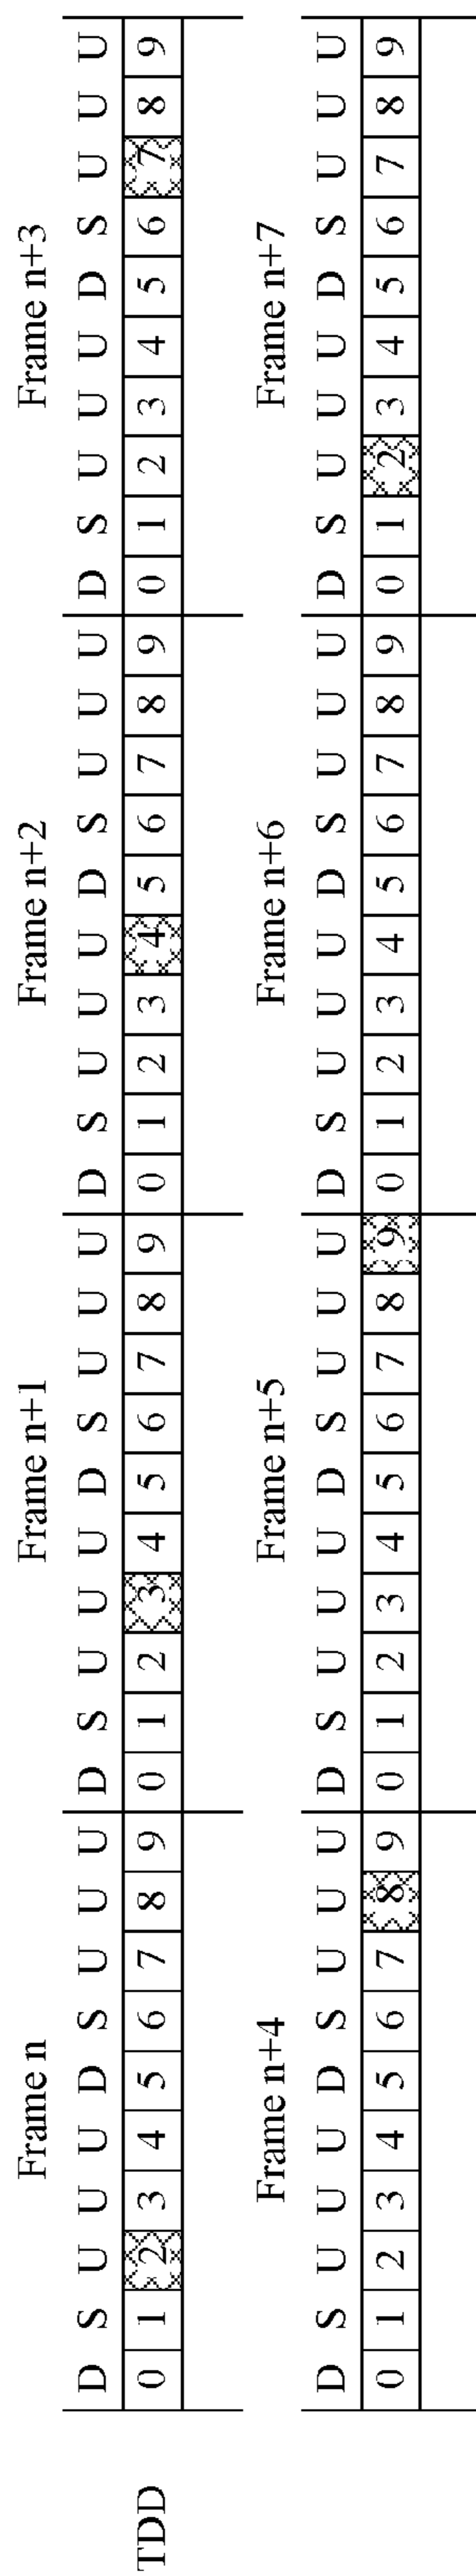 Frame n Frame n+1 Frame n+2 Frame n+3
D S U U U D S U U U D S U U U D S U U U D S U U U D S U U U D S U U U D S U U U
TDD 0 1 2 3 4 5 6 7 8 9 0 1 2 3 4 5 6 7 8 9 0 1 2 3 4 5 6 7 8 9 0 1 2 3 4 5 6 7 8 9
Frame n+4 Frame n+5 Frame n+6 Frame n+7
D S U U U D S U U U D S U U U D S U U U D S U U U D S U U U D S U U U D S U U U
0 1 2 3 4 5 6 7 8 9 0 1 2 3 4 5 6 7 8 9 0 1 2 3 4 5 6 7 8 9 0 1 2 3 4 5 6 7 8 9